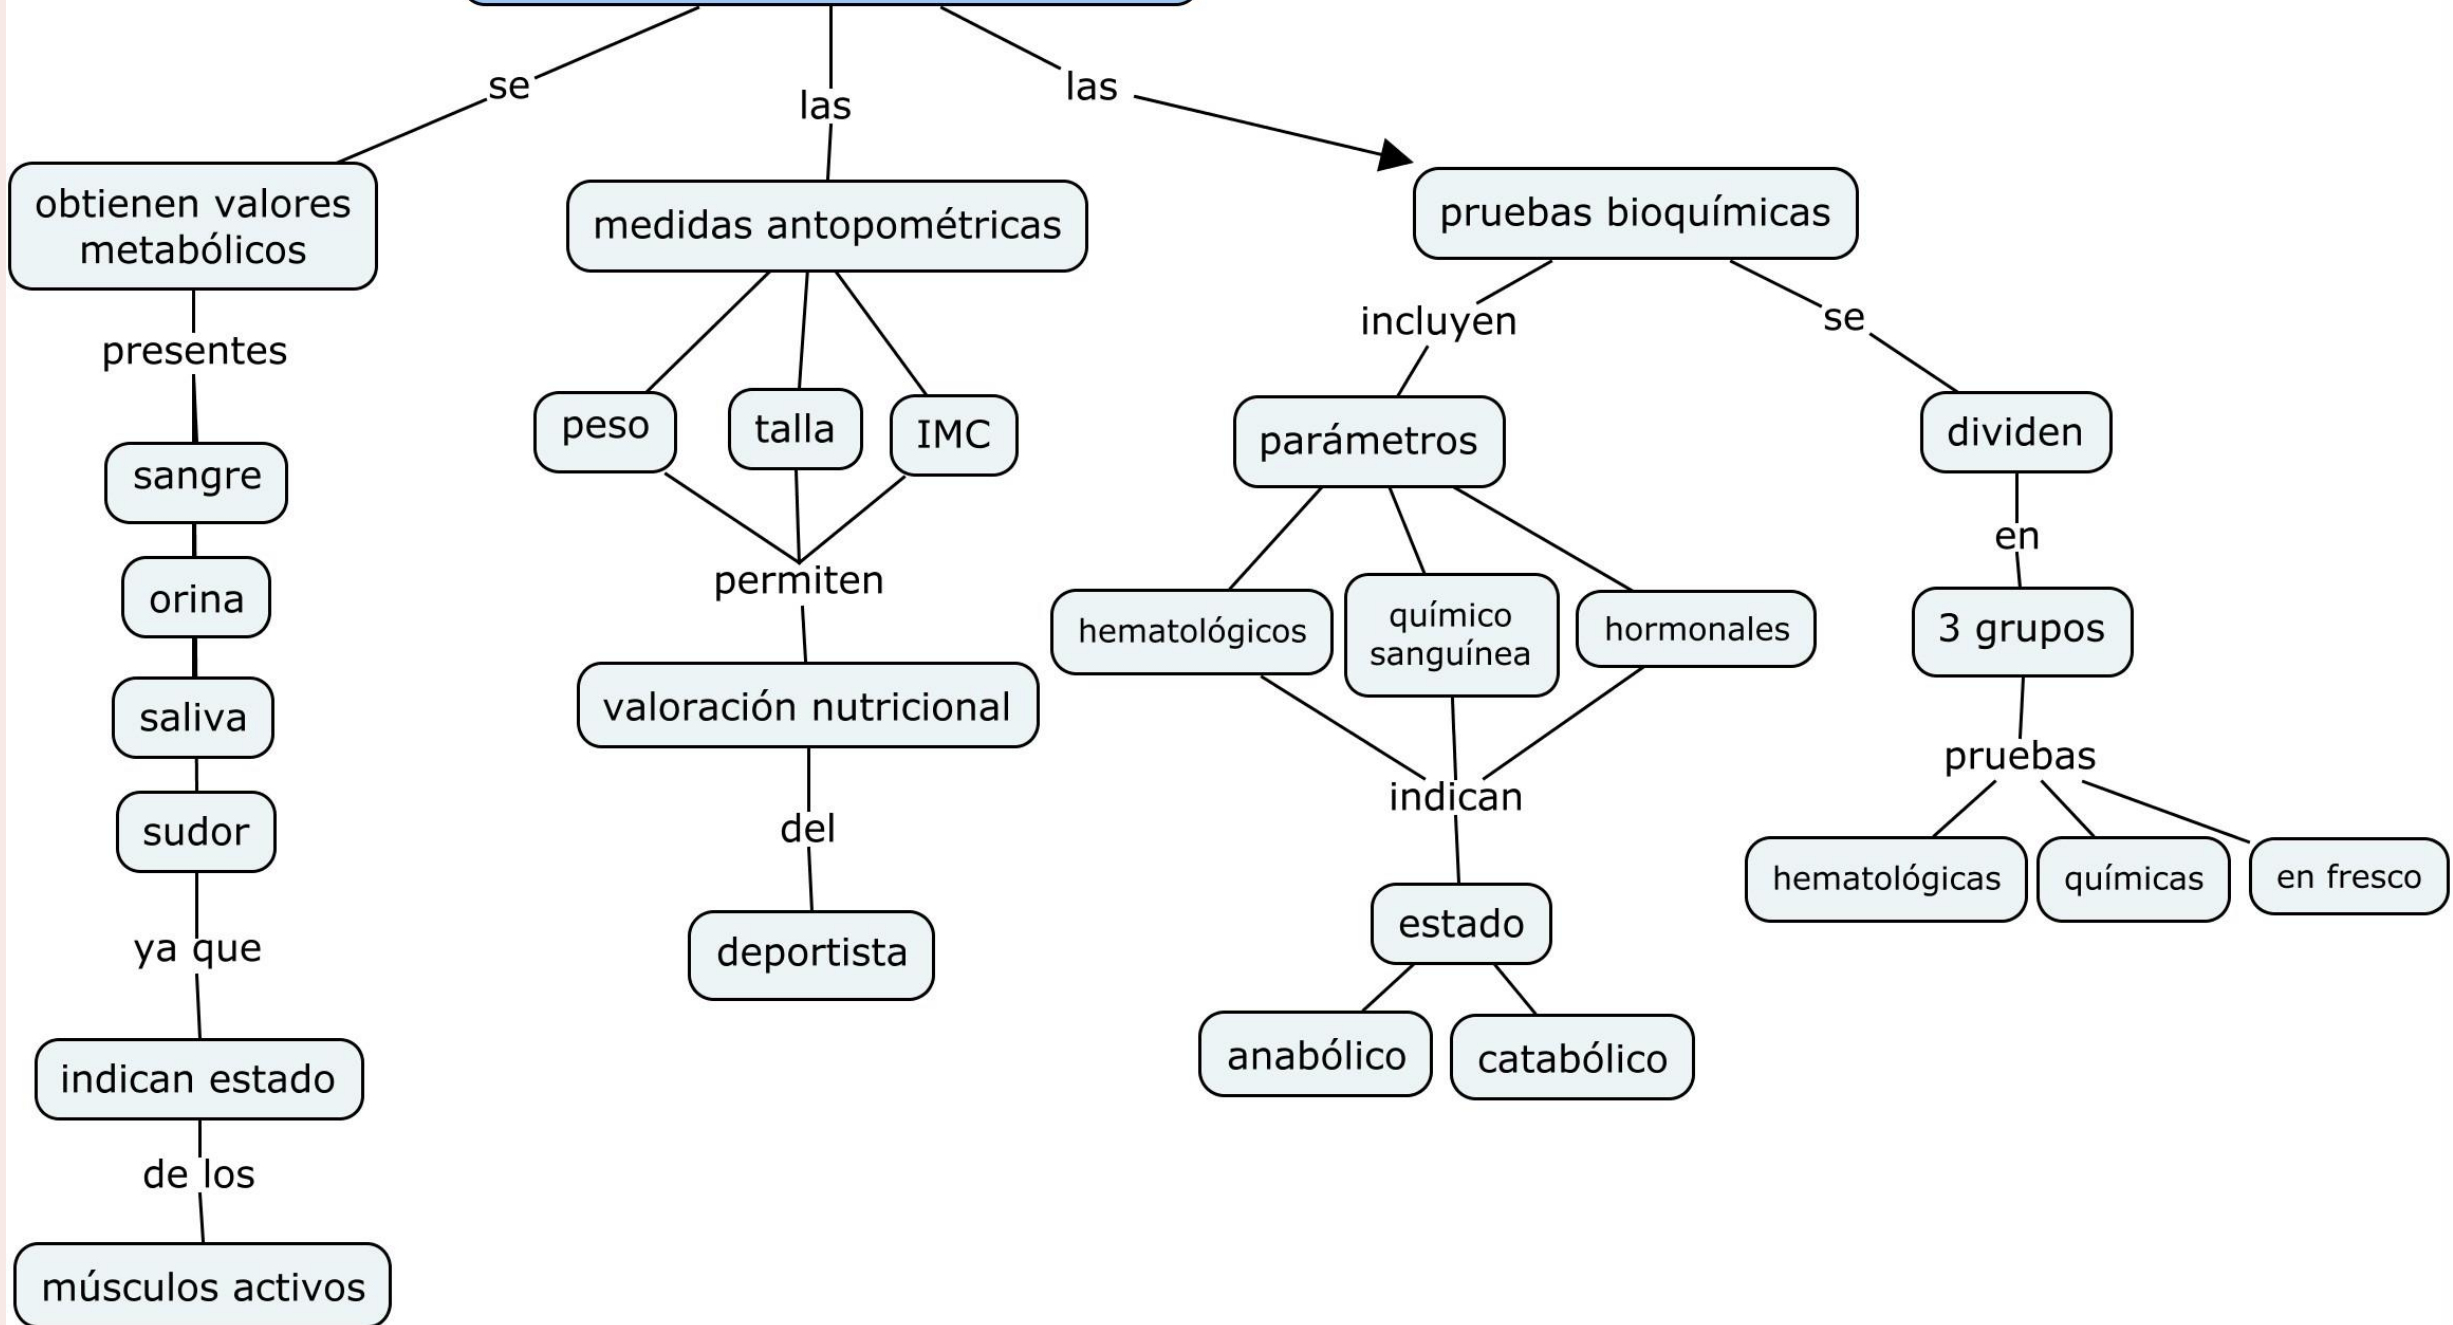 se
las
las
obtienen valores
metabólicos
presentes
sangre
orina
saliva
sudor
ya que
indican estado
de los
músculos activos
medidas antopométricas
peso
talla
IMC
permiten
valoración nutricional
del
deportista
pruebas bioquímicas
incluyen
parámetros
hematológicos
químico
sanguínea
hormonales
indican
estado
anabólico
catabólico
se
dividen
en
3 grupos
pruebas
hematológicas
químicas
en fresco